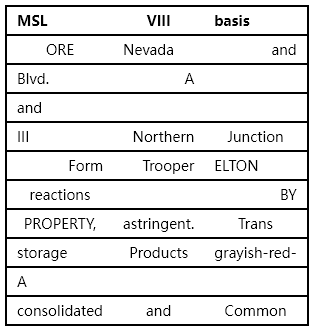 MSL VIII basis
ORE Nevada and
Blvd. A
and
III Northern Junction
Form Trooper ELTON
reactions BY
PROPERTY, astringent. Trans
storage Products grayish-red-
A
consolidated and Common